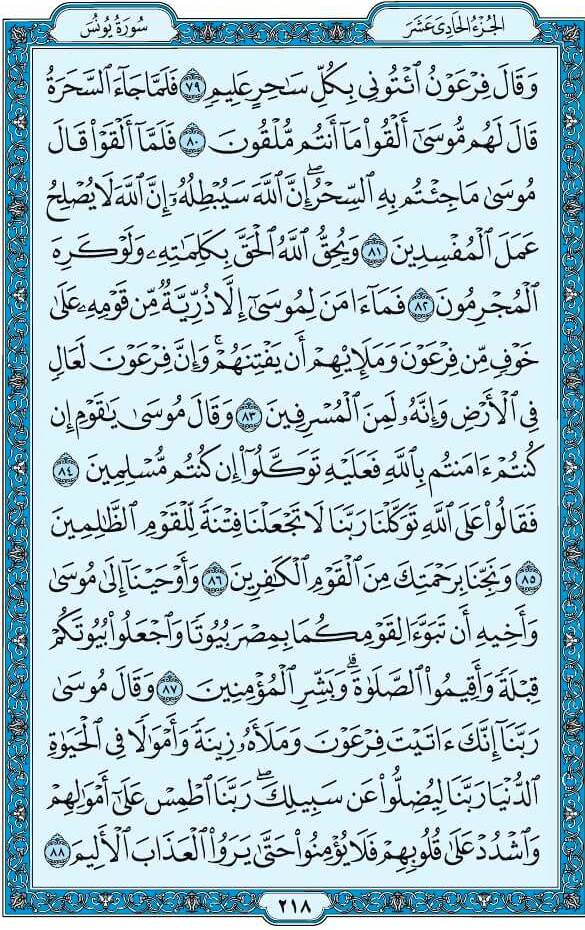 الجُزْءُ الحَادِى عَشَرَ
سُورَةُ يُونُسَ
وَقَالَ فِرْعَوْنُ ٱئْتُونِى بِكُلِّ سَٰحِرٍ عَلِيمٍ ٧٩ فَلَمَّا جَآءَ ٱلسَّحَرَةُ
قَالَ لَهُم مُّوسَىٰٓ أَلْقُوا۟ مَآ أَنتُم مُّلْقُونَ ٨٠ فَلَمَّآ أَلْقَوْا۟ قَالَ
مُوسَىٰ مَا جِئْتُم بِهِ ٱلسِّحْرُ ۖ إِنَّ ٱللَّهَ سَيُبْطِلُهُۥٓ إِنَّ ٱللَّهَ لَا يُصْلِحُ
عَمَلَ ٱلْمُفْسِدِينَ ٨١ وَيُحِقُّ ٱللَّهُ ٱلْحَقَّ بِكَلِمَٰتِهِۦ وَلَوْ كَرِهَ
ٱلْمُجْرِمُونَ ٨٢ فَمَآ ءَامَنَ لِمُوسَىٰٓ إِلَّا ذُرِّيَّةٌ مِّن قَوْمِهِۦ عَلَىٰ
خَوْفٍ مِّن فِرْعَوْنَ وَمَلَإِي۟هِمْ أَن يَفْتِنَهُمْ ۚ وَإِنَّ فِرْعَوْنَ لَعَالٍ
فِى ٱلْأَرْضِ وَإِنَّهُۥ لَمِنَ ٱلْمُسْرِفِينَ ٨٣ وَقَالَ مُوسَىٰ يَٰقَوْمِ إِن
كُنتُمْ ءَامَنتُم بِٱللَّهِ فَعَلَيْهِ تَوَكَّلُوٓا۟ إِن كُنتُم مُّسْلِمِينَ ٨٤
فَقَالُوا۟ عَلَى ٱللَّهِ تَوَكَّلْنَا رَبَّنَا لَا تَجْعَلْنَا فِتْنَةً لِّلْقَوْمِ ٱلظَّٰلِمِينَ
٨٥ وَنَجِّنَا بِرَحْمَتِكَ مِنَ ٱلْقَوْمِ ٱلْكَٰفِرِينَ ٨٦ وَأَوْحَيْنَآ إِلَىٰ مُوسَىٰ
وَأَخِيهِ أَن تَبَوَّءَا لِقَوْمِكُمَا بِمِصْرَ بُيُوتًا وَٱجْعَلُوا۟ بُيُوتَكُمْ
قِبْلَةً وَأَقِيمُوا۟ ٱلصَّلَوٰةَ ۗ وَبَشِّرِ ٱلْمُؤْمِنِينَ ٨٧ وَقَالَ مُوسَىٰ
رَبَّنَآ إِنَّكَ ءَاتَيْتَ فِرْعَوْنَ وَمَلَأَهُۥ زِينَةً وَأَمْوَٰلًا فِى ٱلْحَيَوٰةِ
ٱلدُّنْيَا رَبَّنَا لِيُضِلُّوا۟ عَن سَبِيلِكَ ۖ رَبَّنَا ٱطْمِسْ عَلَىٰٓ أَمْوَٰلِهِمْ
وَٱشْدُدْ عَلَىٰ قُلُوبِهِمْ فَلَا يُؤْمِنُوا۟ حَتَّىٰ يَرَوُا۟ ٱلْعَذَابَ ٱلْأَلِيمَ ٨٨
٢١٨